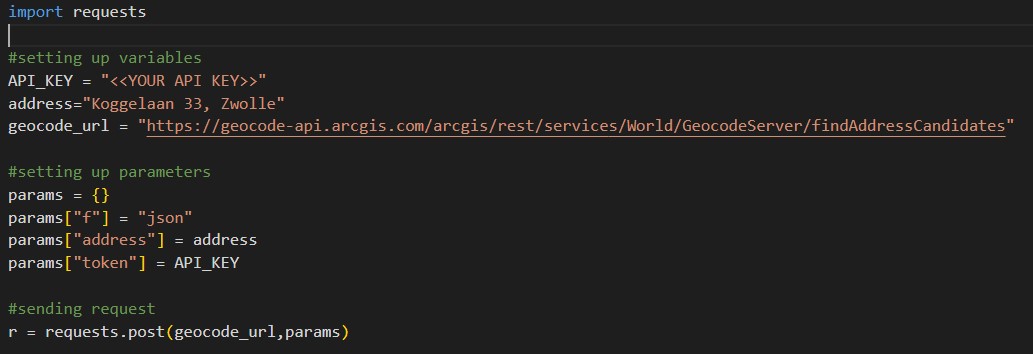 import requests
#setting up variables
API_KEY = "<<YOUR API KEY>>"
address="Koggelaan 33, Zwolle"
geocode_url = "https://geocode-api.arcgis.com/arcgis/rest/services/World/GeocodeServer/findAddressCandidates"
#setting up parameters
params = {}
params["f"] = "json"
params["address"] = address
params["token"] = API_KEY
#sending request
r = requests.post(geocode_url,params)